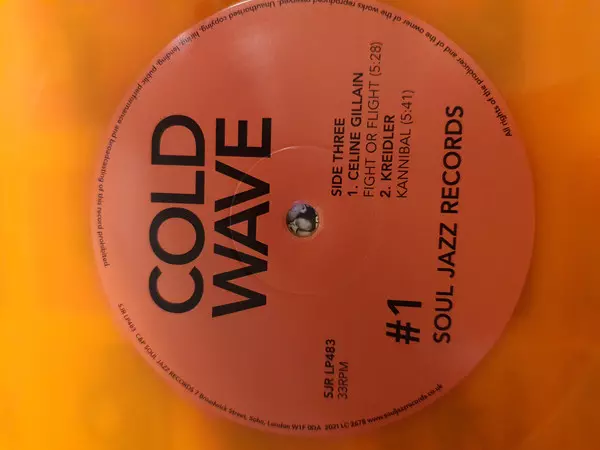 COLD
WAVE
SJR LP483
33RPM
SIDE THREE
1. CELINE GILLAIN
FIGHT OR FLIGHT (5:28)
2. KREIDLER
KANNIBAL (5:41)
#1
SOUL JAZZ RECORDS
All rights of the producer and of the owner of the works reproduced reserved. Unauthorised copying, hiring, lending, public performance and broadcasting of this record prohibited.
SJR LP483 C&P SOUL JAZZ RECORDS 7 Broadwick Street, Soho, London W1F 0DA 2021 LC 2678 www.souljazzrecords.co.uk